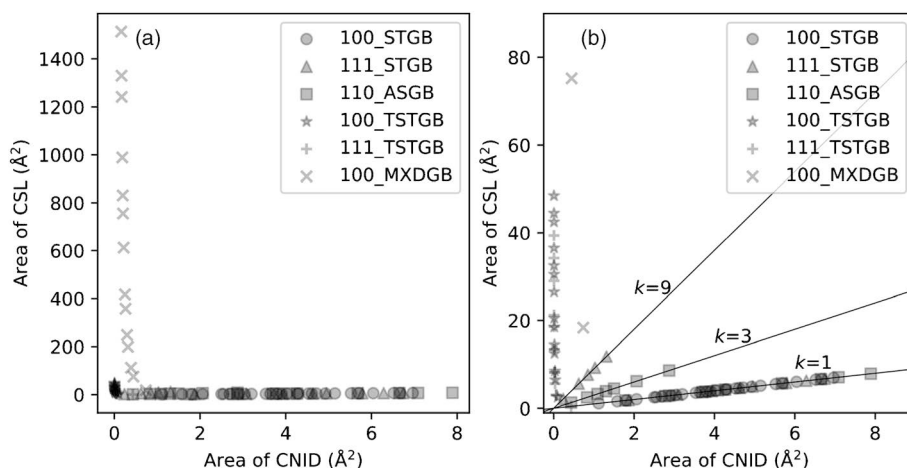 (a)
100_STGB
111_STGB
110_ASGB
100_TSTGB
111_TSTGB
100_MXDGB
Area of CSL (Å²)
1400
1200
1000
800
600
400
200
0
0 2 4 6 8
Area of CNID (Å²)
(b)
100_STGB
111_STGB
110_ASGB
100_TSTGB
111_TSTGB
100_MXDGB
Area of CSL (Å²)
80
60
40
20
0
k=9
k=3
k=1
0 2 4 6 8
Area of CNID (Å²)